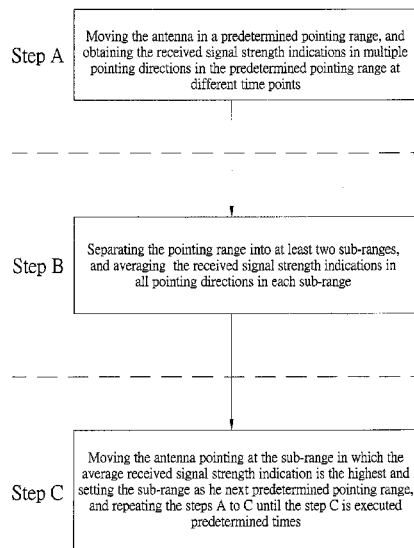 Step A
Moving the antenna in a predetermined pointing range, and
obtaining the received signal strength indications in multiple
pointing directions in the predetermined pointing range at
different time points
Step B
Separating the pointing range into at least two sub-ranges,
and averaging the received signal strength indications in
all pointing directions in each sub-range
Step C
Moving the antenna pointing at the sub-range in which the
average received signal strength indication is the highest and
setting the sub-range as he next predetermined pointing range,
and repeating the steps A to C until the step C is executed
predetermined times